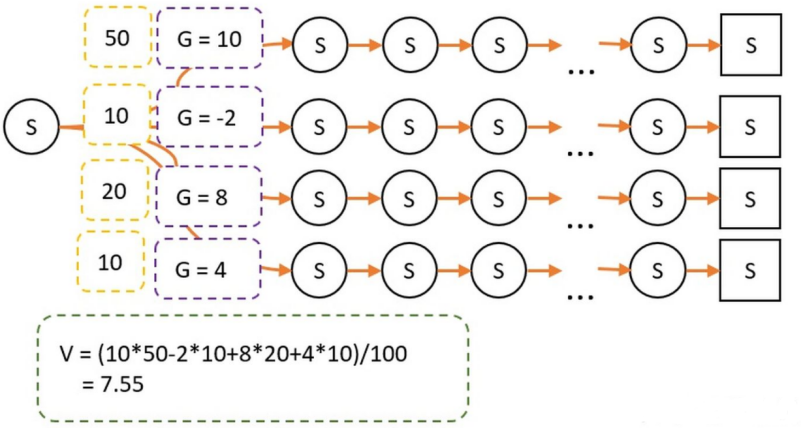 50 G = 10 S S S ... S S
S 10 G = -2 S S S ... S S
20 G = 8 S S S ... S S
10 G = 4 S S S ... S S
V = (10*50-2*10+8*20+4*10)/100
= 7.55